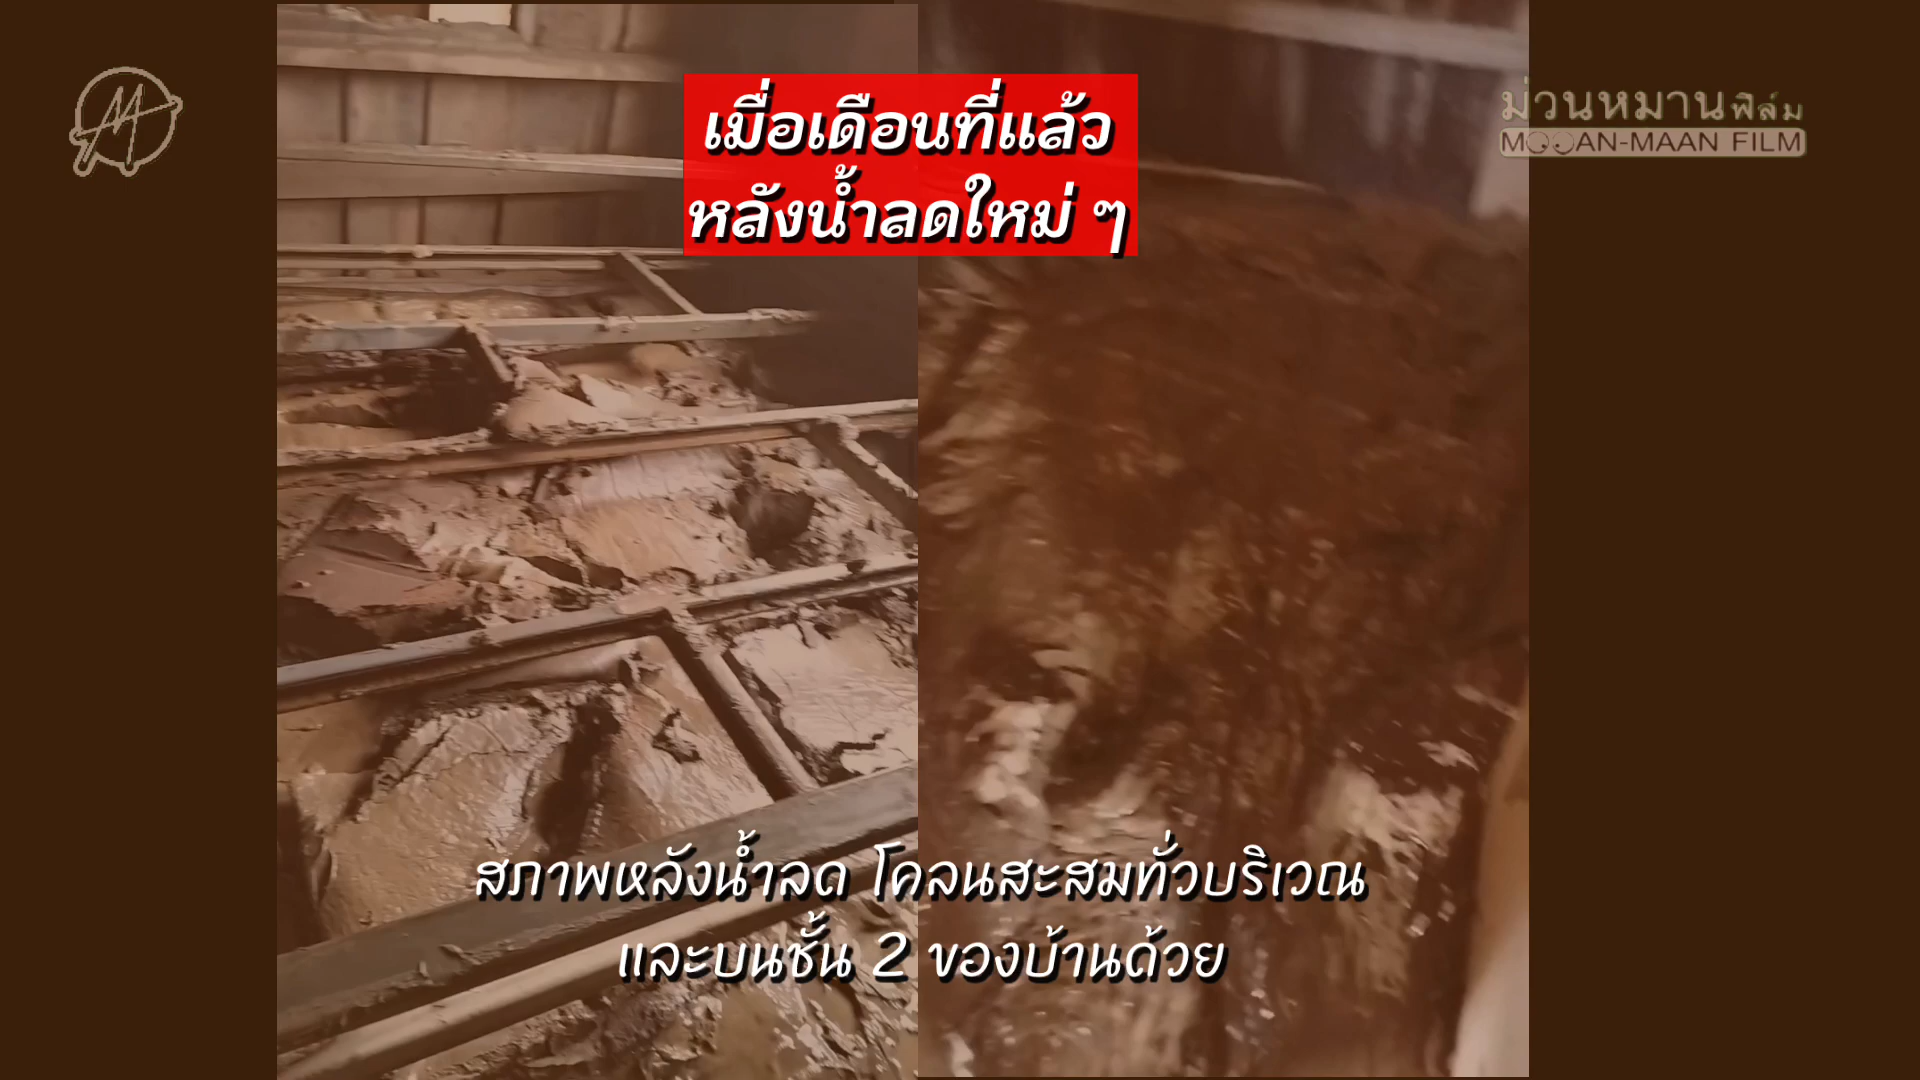 เมื่อเดือนที่แล้ว
หลังน้ำลดใหม่ ๆ
ม่วนหมานฟิล์ม
MOOAN-MAAN FILM
สภาพหลังน้ำลด โคลนสะสมทั่วบริเวณ
และบนชั้น 2 ของบ้านด้วย